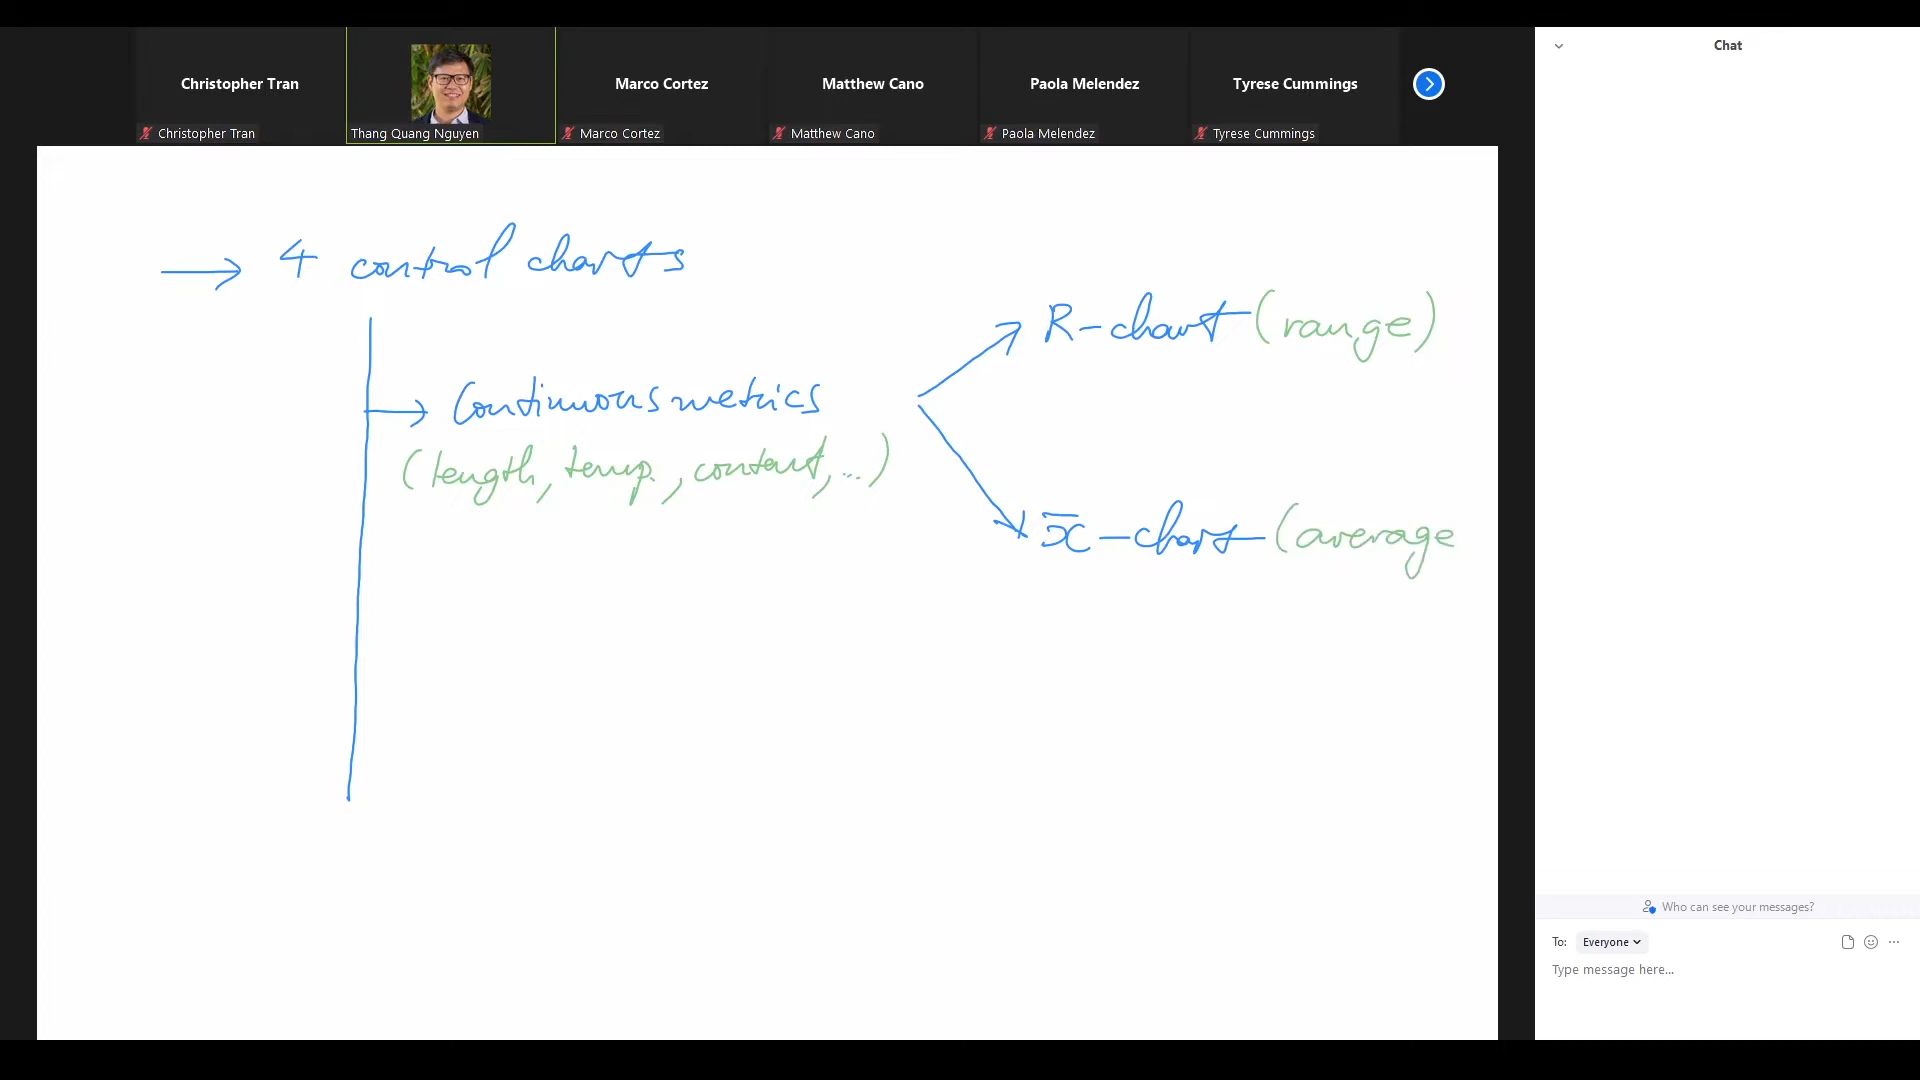 Christopher Tran
Marco Cortez
Matthew Cano
Paola Melendez
Tyrese Cummings
Christopher Tran
Thang Quang Nguyen
Marco Cortez
Matthew Cano
Paola Melendez
Tyrese Cummings
→ 4 control charts
R-chart (range)
→ Continuous metrics
(length, temp., content, ...)
x̄-chart (average
Chat
Who can see your messages?
To: Everyone
Type message here...